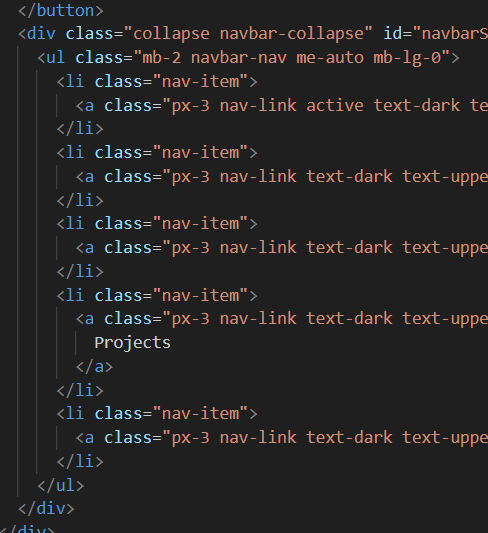 </button>
<div class="collapse navbar-collapse" id="navbarS
<ul class="mb-2 navbar-nav me-auto mb-lg-0">
<li class="nav-item">
<a class="px-3 nav-link active text-dark te
</li>
<li class="nav-item">
<a class="px-3 nav-link text-dark text-uppe
</li>
<li class="nav-item">
<a class="px-3 nav-link text-dark text-uppe
</li>
<li class="nav-item">
<a class="px-3 nav-link text-dark text-uppe
Projects
</a>
</li>
<li class="nav-item">
<a class="px-3 nav-link text-dark text-uppe
</li>
</ul>
</div>
</div>